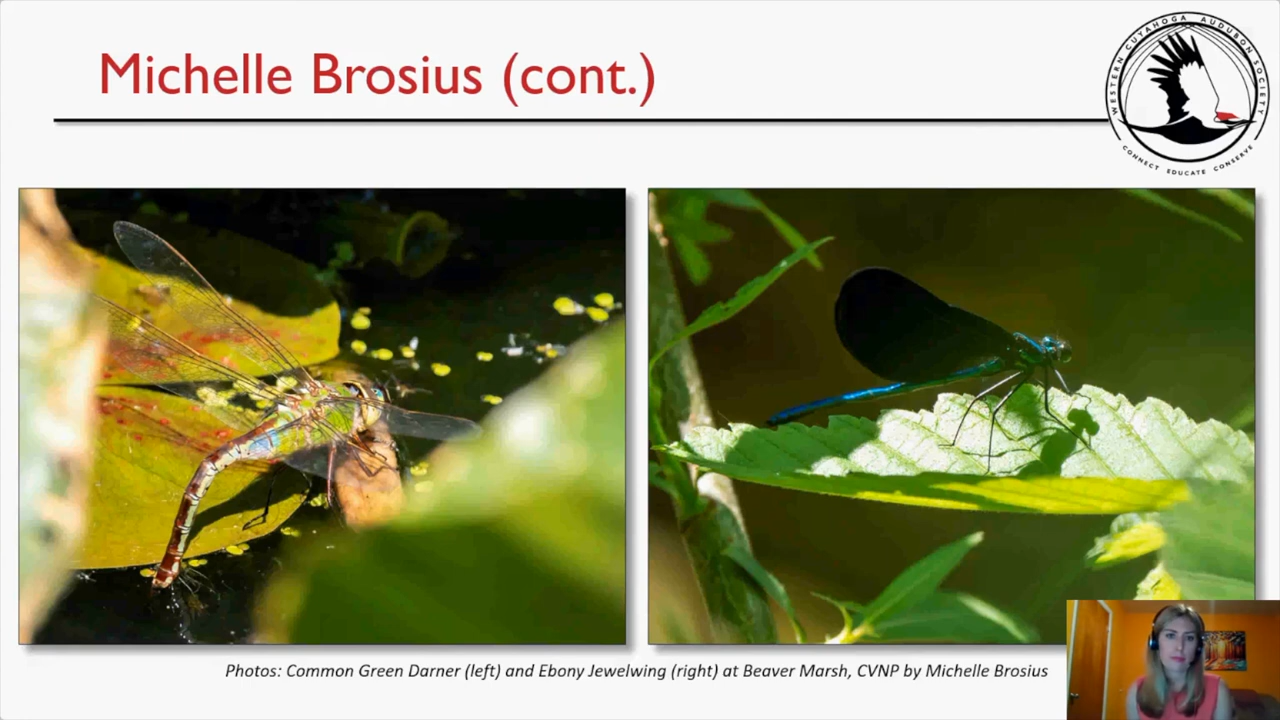 Michelle Brosius (cont.)
WESTERN CUYAHOGA AUDUBON SOCIETY
CONNECT EDUCATE CONSERVE
Photos: Common Green Darner (left) and Ebony Jewelwing (right) at Beaver Marsh, CVNP by Michelle Brosius